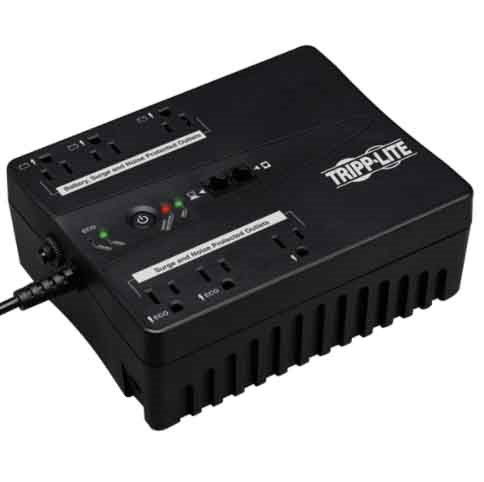 Battery, Surge and Noise Protected Outlets
TRIPP·LITE
ECO
Surge and Noise Protected Outlets
ECO
ECO